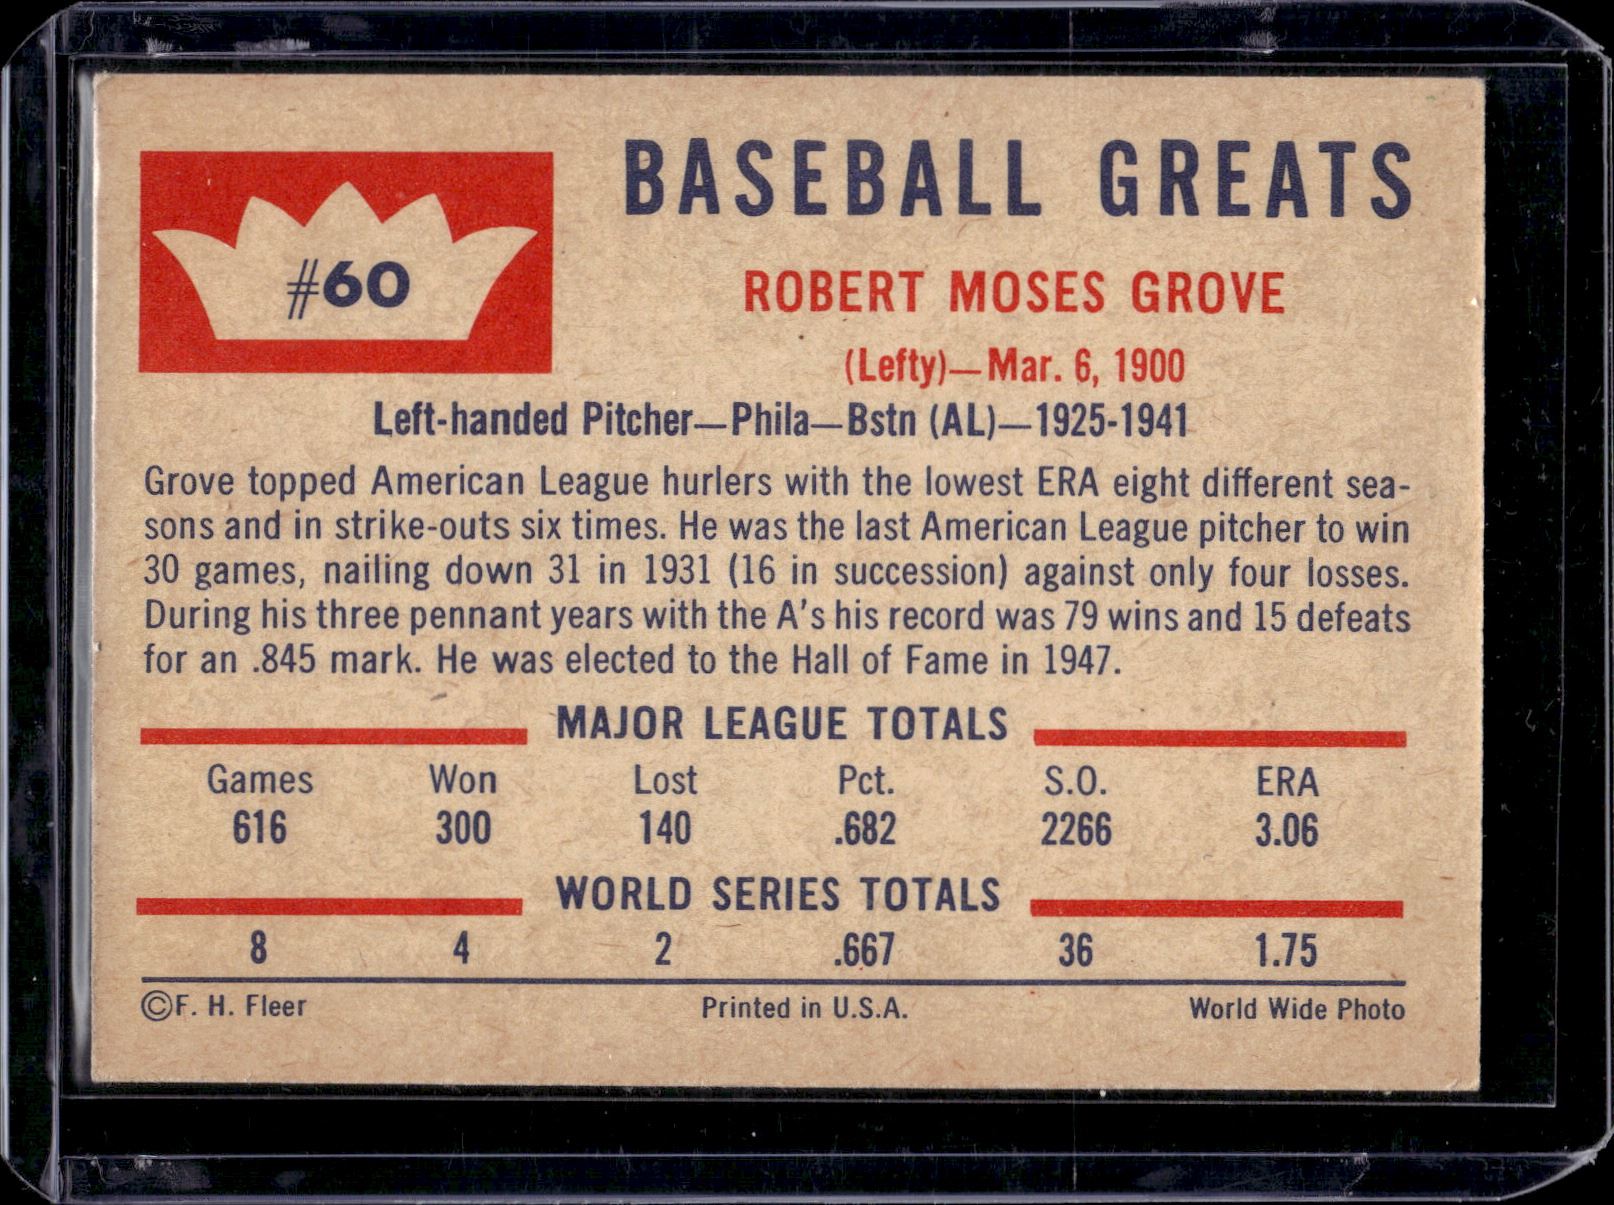 #60
BASEBALL GREATS
ROBERT MOSES GROVE
(Lefty)—Mar. 6, 1900
Left-handed Pitcher—Phila—Bstn (AL)—1925-1941
Grove topped American League hurlers with the lowest ERA eight different sea-
sons and in strike-outs six times. He was the last American League pitcher to win
30 games, nailing down 31 in 1931 (16 in succession) against only four losses.
During his three pennant years with the A's his record was 79 wins and 15 defeats
for an .845 mark. He was elected to the Hall of Fame in 1947.
MAJOR LEAGUE TOTALS
Games Won Lost Pct. S.O. ERA
616 300 140 .682 2266 3.06
WORLD SERIES TOTALS
8 4 2 .667 36 1.75
©F. H. Fleer Printed in U.S.A. World Wide Photo